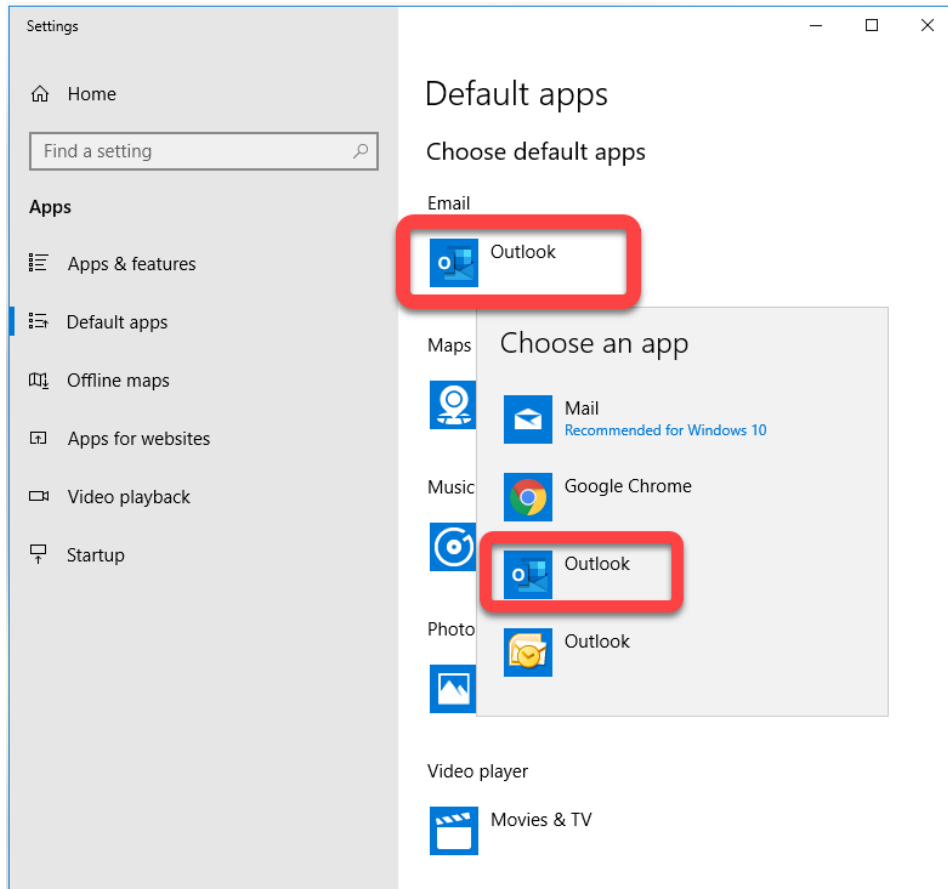 Settings
Home
Find a setting
Apps
Apps & features
Default apps
Offline maps
Apps for websites
Video playback
Startup
Default apps
Choose default apps
Email
Outlook
Maps
Choose an app
Mail
Recommended for Windows 10
Google Chrome
Outlook
Outlook
Music
Photo
Video player
Movies & TV